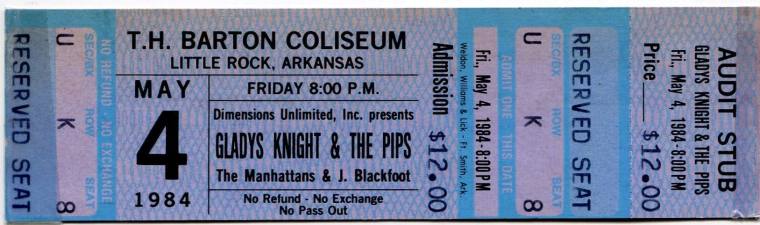 RESERVED SEAT
U K 8
SEC/BX ROW SEAT
NO REFUND - NO EXCHANGE
T.H. BARTON COLISEUM
LITTLE ROCK, ARKANSAS
MAY
4
1984
FRIDAY 8:00 P.M.
Dimensions Unlimited, Inc. presents
GLADYS KNIGHT & THE PIPS
The Manhattans & J. Blackfoot
No Refund - No Exchange
No Pass Out
Admission $12.00
Weldon, Williams & Lick - Ft. Smith, Ark.
Fri., May 4, 1984-8:00 PM
ADMIT ONE THIS DATE
U K 8
SEC/BX ROW SEAT
RESERVED SEAT
Price $12.00
Fri., May 4, 1984-8:00 PM
GLADYS KNIGHT & THE PIPS
AUDIT STUB